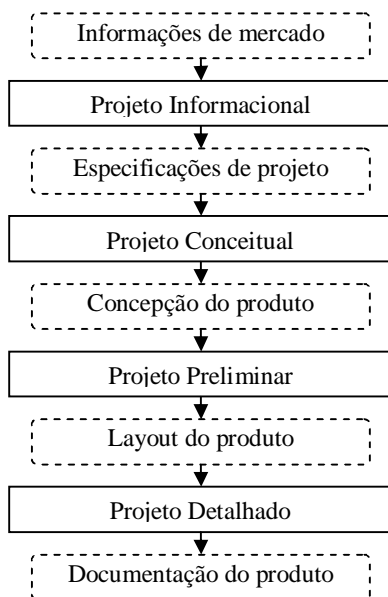 Informações de mercado
Projeto Informacional
Especificações de projeto
Projeto Conceitual
Concepção do produto
Projeto Preliminar
Layout do produto
Projeto Detalhado
Documentação do produto